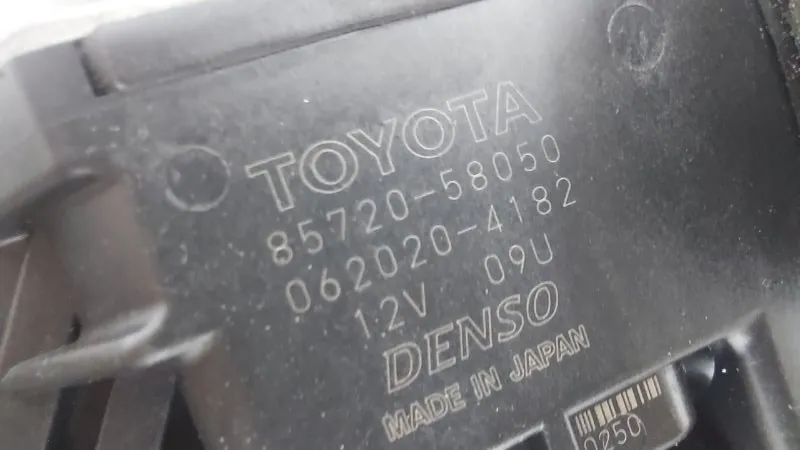 TOYOTA
85720-58050
062020-4182
12V 09U
DENSO
MADE IN JAPAN
0250